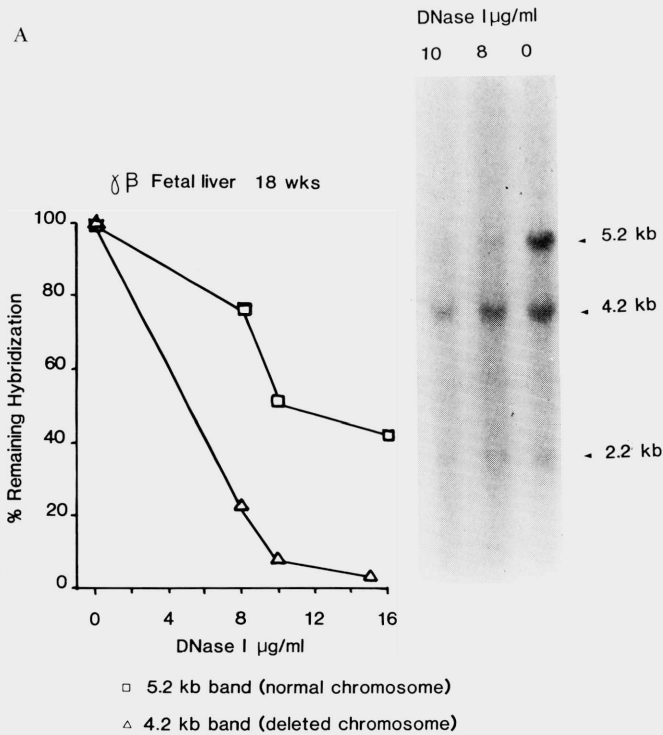 A
DNase I µg/ml
10 8 0
ɣβ Fetal liver 18 wks
5.2 kb
4.2 kb
2.2 kb
100
80
60
40
20
0
% Remaining Hybridization
0 4 8 12 16
DNase I µg/ml
□ 5.2 kb band (normal chromosome)
△ 4.2 kb band (deleted chromosome)